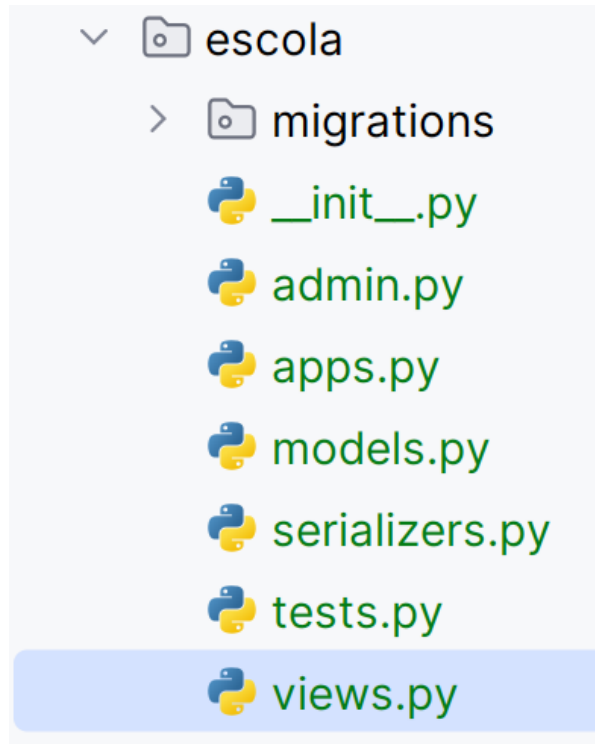 escola
migrations
__init__.py
admin.py
apps.py
models.py
serializers.py
tests.py
views.py